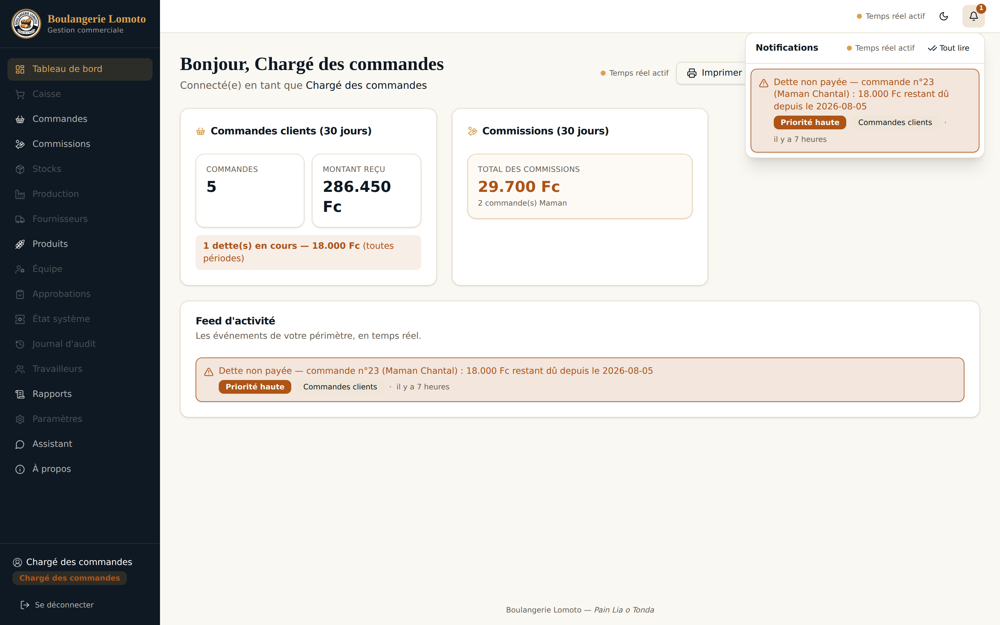 BOULANGERIE LOMOTO
Pain Lia o Tonda
Boulangerie Lomoto
Gestion commerciale
Tableau de bord
Caisse
Commandes
Commissions
Stocks
Production
Fournisseurs
Produits
Équipe
Approbations
État système
Journal d'audit
Travailleurs
Rapports
Paramètres
Assistant
À propos
Chargé des commandes
Chargé des commandes
Se déconnecter
Temps réel actif
1
Bonjour, Chargé des commandes
Connecté(e) en tant que Chargé des commandes
Temps réel actif
Imprimer
Notifications
Temps réel actif
Tout lire
Dette non payée — commande n°23
(Maman Chantal) : 18.000 Fc restant dû
depuis le 2026-08-05
Priorité haute Commandes clients ·
il y a 7 heures
Commandes clients (30 jours)
COMMANDES
5
MONTANT REÇU
286.450
Fc
1 dette(s) en cours — 18.000 Fc (toutes
périodes)
Commissions (30 jours)
TOTAL DES COMMISSIONS
29.700 Fc
2 commande(s) Maman
Feed d'activité
Les événements de votre périmètre, en temps réel.
Dette non payée — commande n°23 (Maman Chantal) : 18.000 Fc restant dû depuis le 2026-08-05
Priorité haute Commandes clients · il y a 7 heures
Boulangerie Lomoto — Pain Lia o Tonda